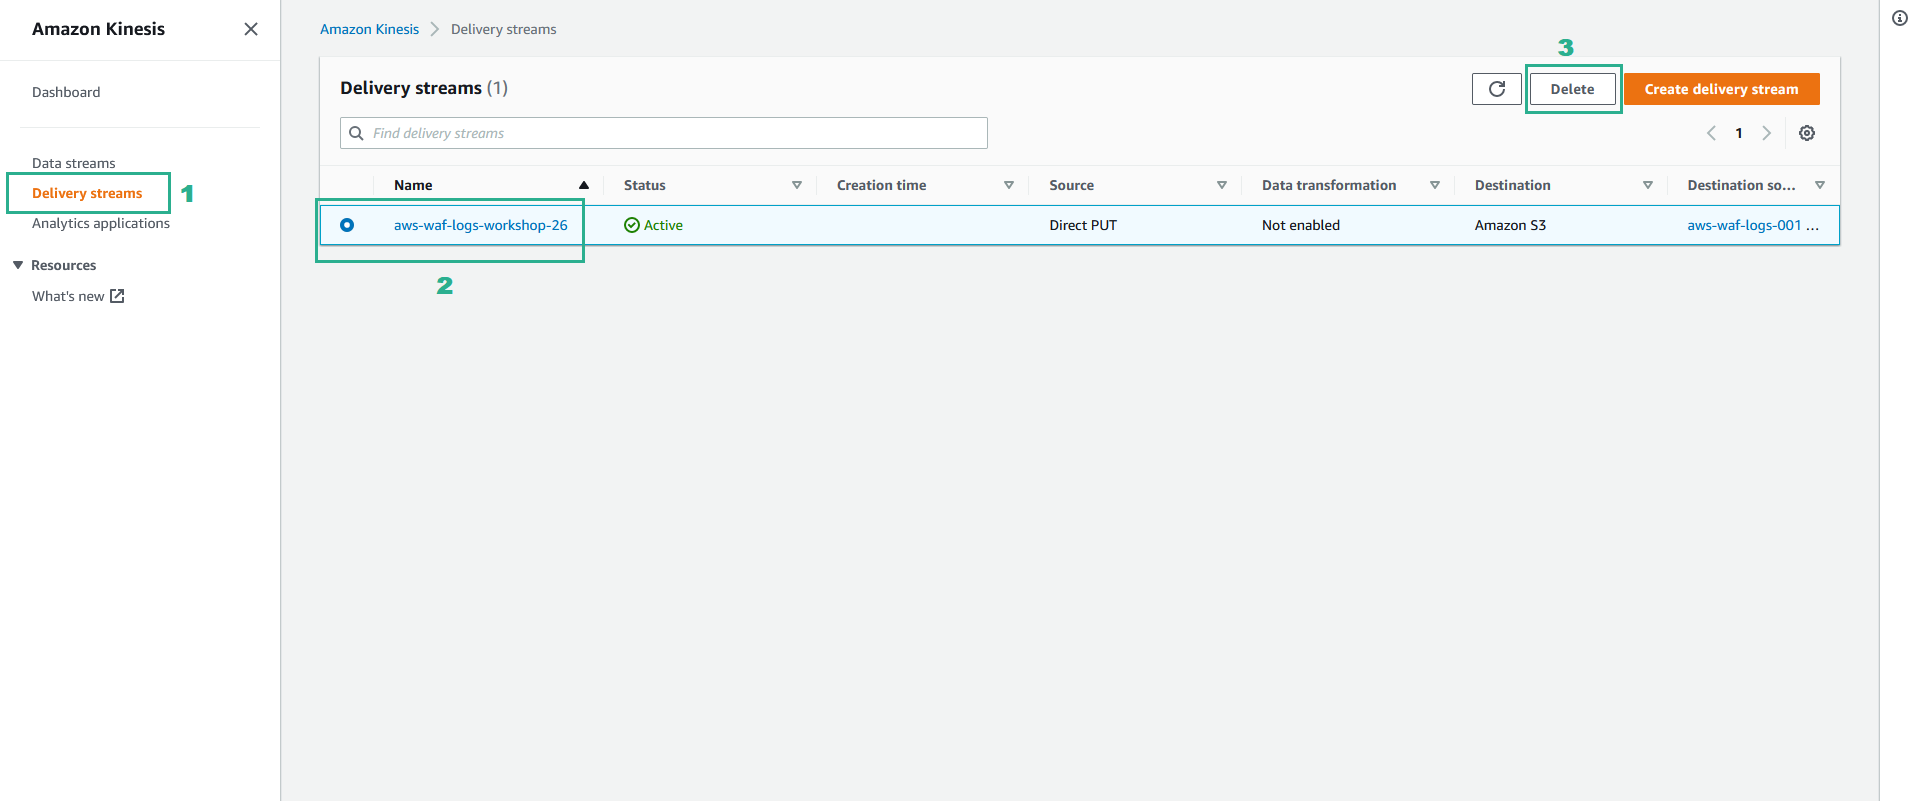 Amazon Kinesis
Dashboard
Data streams
Delivery streams 1
Analytics applications
Resources
What's new
Amazon Kinesis Delivery streams
3
Delivery streams (1)
Delete Create delivery stream
Find delivery streams
1
Name Status Creation time Source Data transformation Destination Destination so...
aws-waf-logs-workshop-26 Active Direct PUT Not enabled Amazon S3 aws-waf-logs-001 ...
2